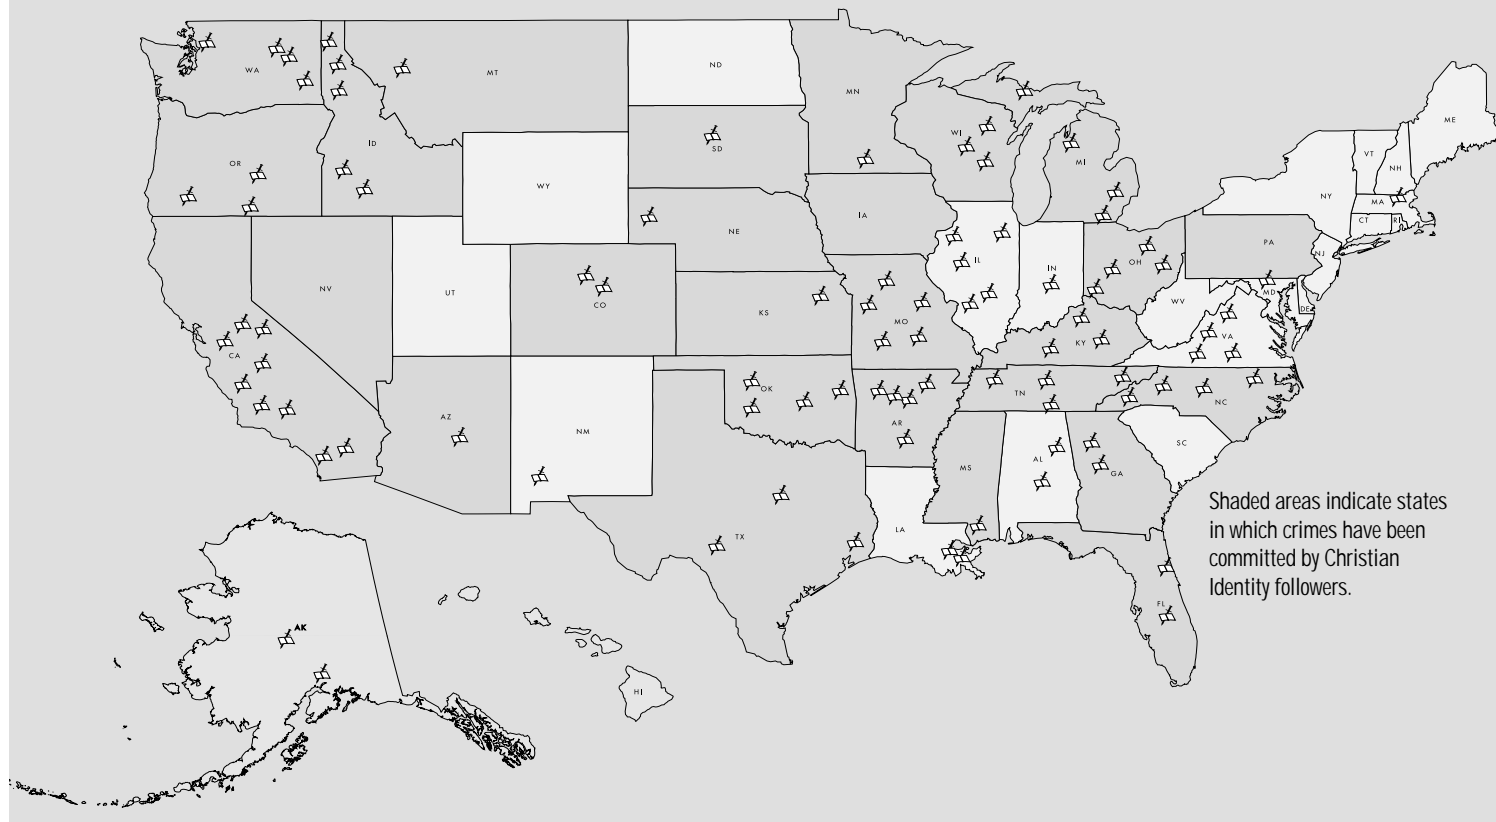 WA
MT
ND
MN
ME
ID
SD
WI
MI
VT
NH
OR
WY
NY
MA
CT
RI
IA
NE
PA
NJ
OH
IL
IN
NV
UT
CO
KS
MO
KY
WV
MD
DE
VA
CA
OK
TN
NC
AZ
NM
AR
SC
MS
AL
GA
TX
LA
FL
AK
HI
Shaded areas indicate states
in which crimes have been
committed by Christian
Identity followers.